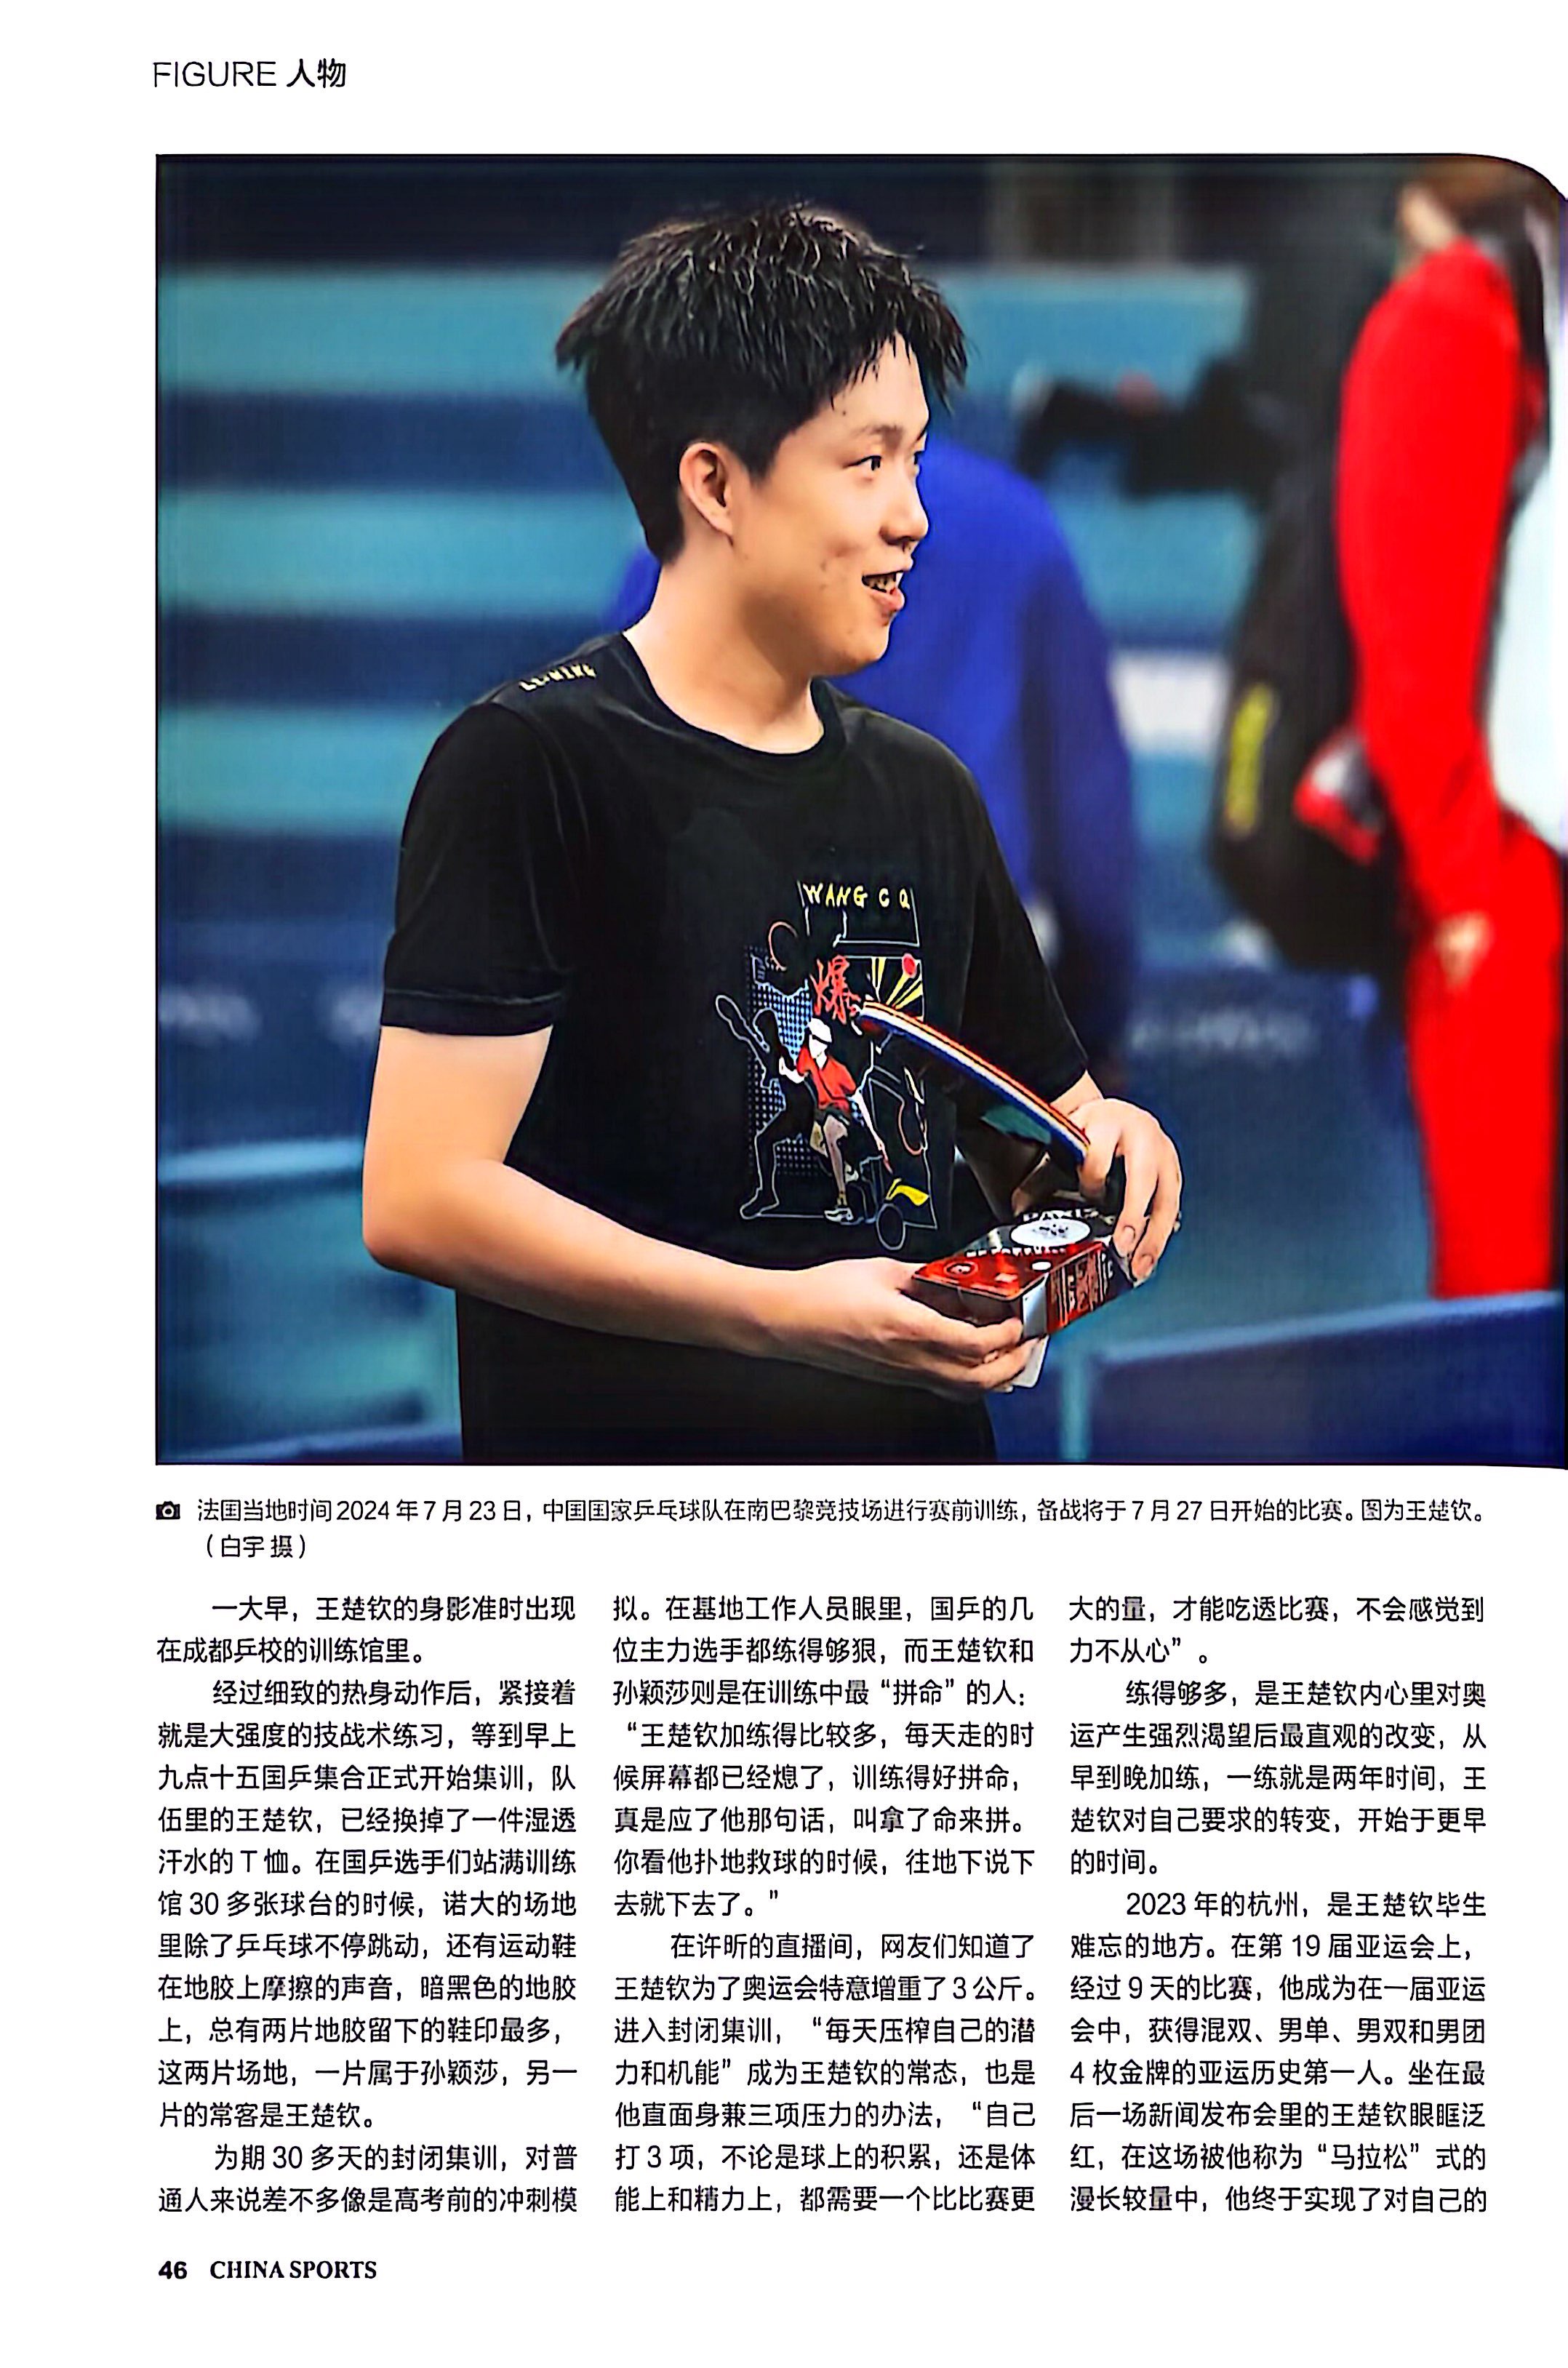 FIGURE 人物
LI-NING
WANG C Q
爆
法国当地时间2024年7月23日，中国国家乒乓球队在南巴黎竞技场进行赛前训练，备战将于7月27日开始的比赛。图为王楚钦。
（白宇 摄）
一大早，王楚钦的身影准时出现
在成都乒校的训练馆里。
经过细致的热身动作后，紧接着
就是大强度的技战术练习，等到早上
九点十五国乒集合正式开始集训，队
伍里的王楚钦，已经换掉了一件湿透
汗水的T恤。在国乒选手们站满训练
馆30多张球台的时候，诺大的场地
里除了乒乓球不停跳动，还有运动鞋
在地胶上摩擦的声音，暗黑色的地胶
上，总有两片地胶留下的鞋印最多，
这两片场地，一片属于孙颖莎，另一
片的常客是王楚钦。
为期30多天的封闭集训，对普
通人来说差不多像是高考前的冲刺模
拟。在基地工作人员眼里，国乒的几
位主力选手都练得够狠，而王楚钦和
孙颖莎则是在训练中最“拼命”的人：
“王楚钦加练得比较多，每天走的时
候屏幕都已经熄了，训练得好拼命，
真是应了他那句话，叫拿了命来拼。
你看他扑地救球的时候，往地下说下
去就下去了。”
在许昕的直播间，网友们知道了
王楚钦为了奥运会特意增重了3公斤。
进入封闭集训，“每天压榨自己的潜
力和机能”成为王楚钦的常态，也是
他直面身兼三项压力的办法，“自己
打3项，不论是球上的积累，还是体
能上和精力上，都需要一个比比赛更
大的量，才能吃透比赛，不会感觉到
力不从心”。
练得够多，是王楚钦内心里对奥
运产生强烈渴望后最直观的改变，从
早到晚加练，一练就是两年时间，王
楚钦对自己要求的转变，开始于更早
的时间。
2023年的杭州，是王楚钦毕生
难忘的地方。在第19届亚运会上，
经过9天的比赛，他成为在一届亚运
会中，获得混双、男单、男双和男团
4枚金牌的亚运历史第一人。坐在最
后一场新闻发布会里的王楚钦眼眶泛
红，在这场被他称为“马拉松”式的
漫长较量中，他终于实现了对自己的
46 CHINA SPORTS